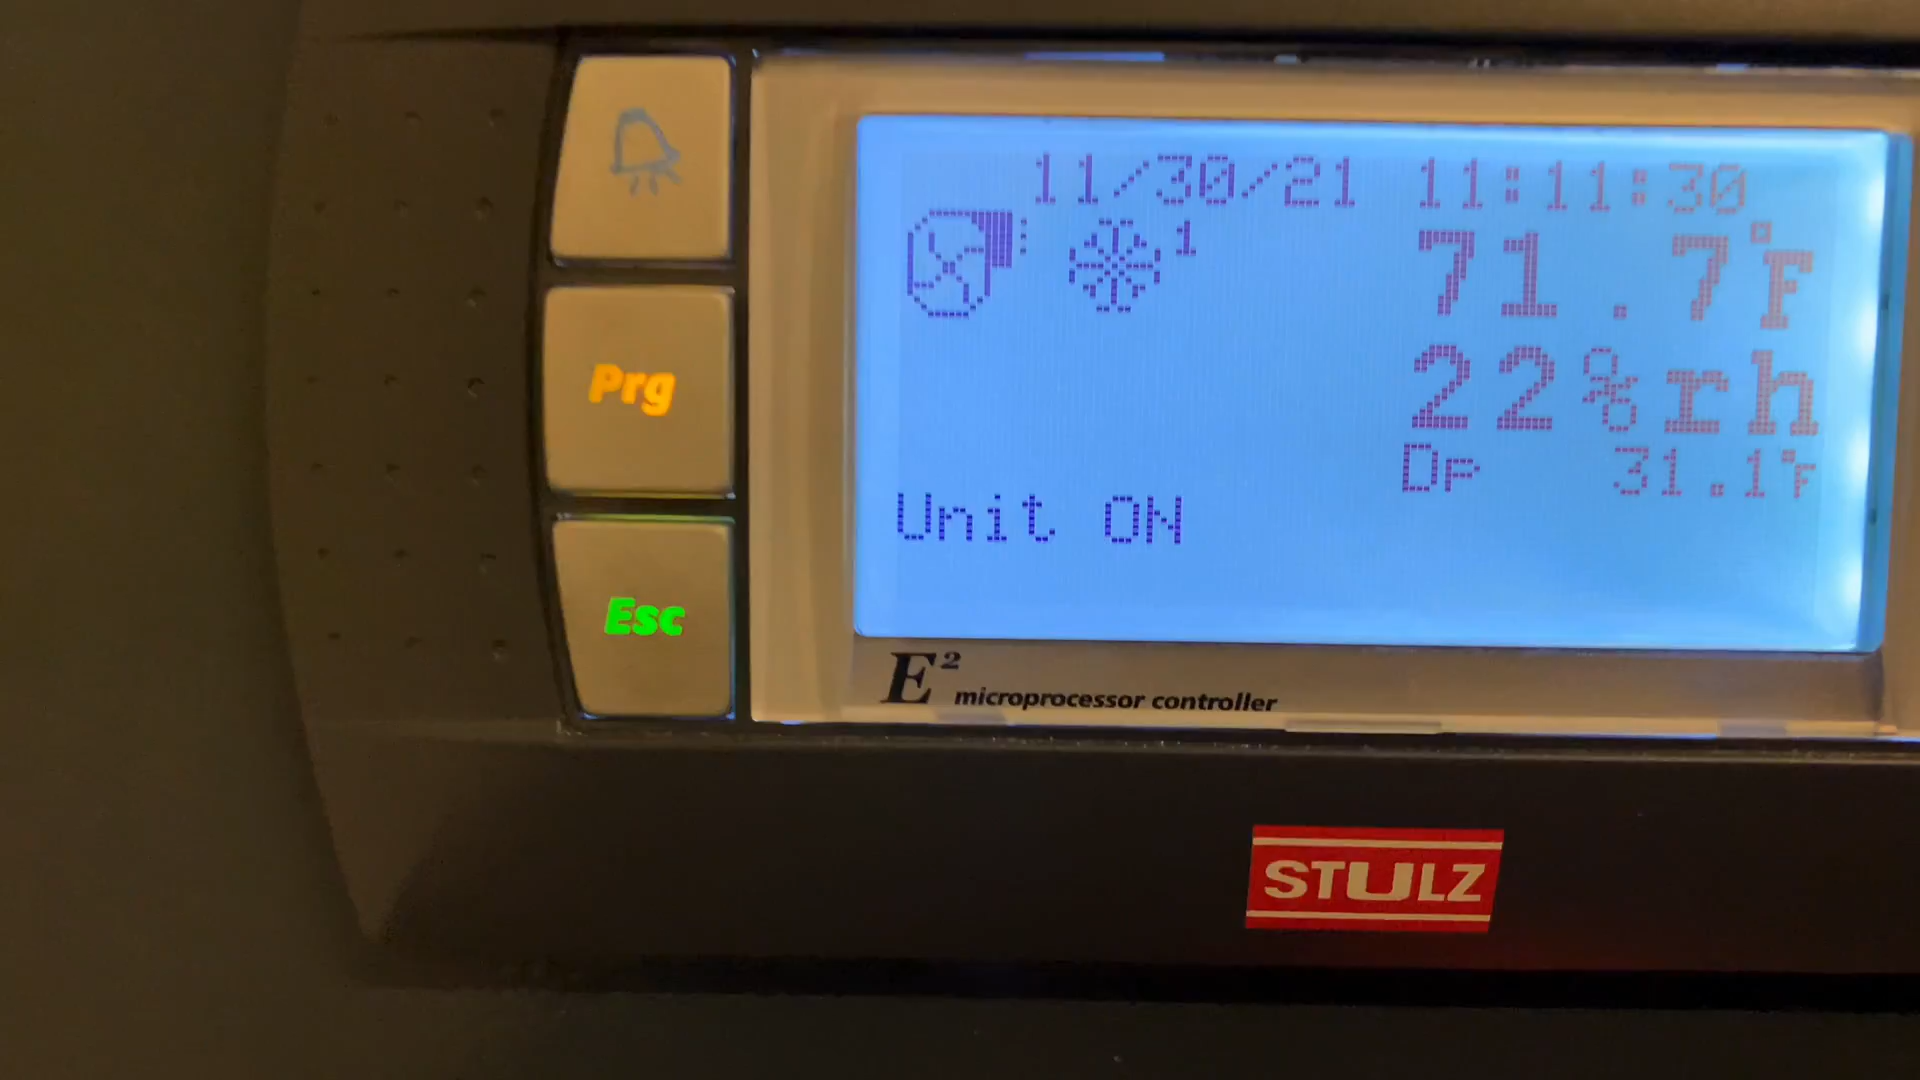 11/30/21 11:11:30
1 71.7°F
22%rh
Dp 31.1°F
Unit ON
Prg
Esc
E² microprocessor controller
STULZ